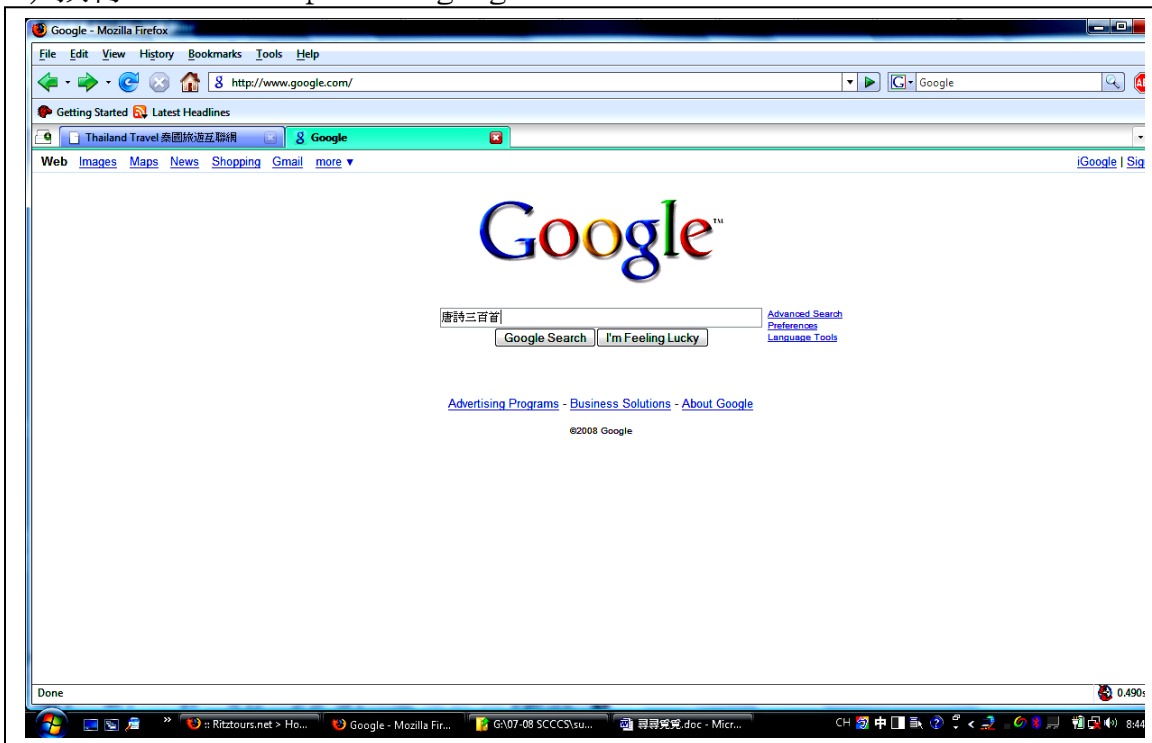 Google - Mozilla Firefox
File Edit View History Bookmarks Tools Help
http://www.google.com/
Google
Getting Started Latest Headlines
Thailand Travel 泰國旅遊互聯網
Google
Web Images Maps News Shopping Gmail more ▼
iGoogle | Sig
Google™
唐詩三百首
Advanced Search
Preferences
Language Tools
Google Search I'm Feeling Lucky
Advertising Programs - Business Solutions - About Google
©2008 Google
Done
0.490s
:: Ritztours.net > Ho... Google - Mozilla Fir... G:\07-08 SCCCS\su... 尋尋覓覓.doc - Micr... CH 中 8:44